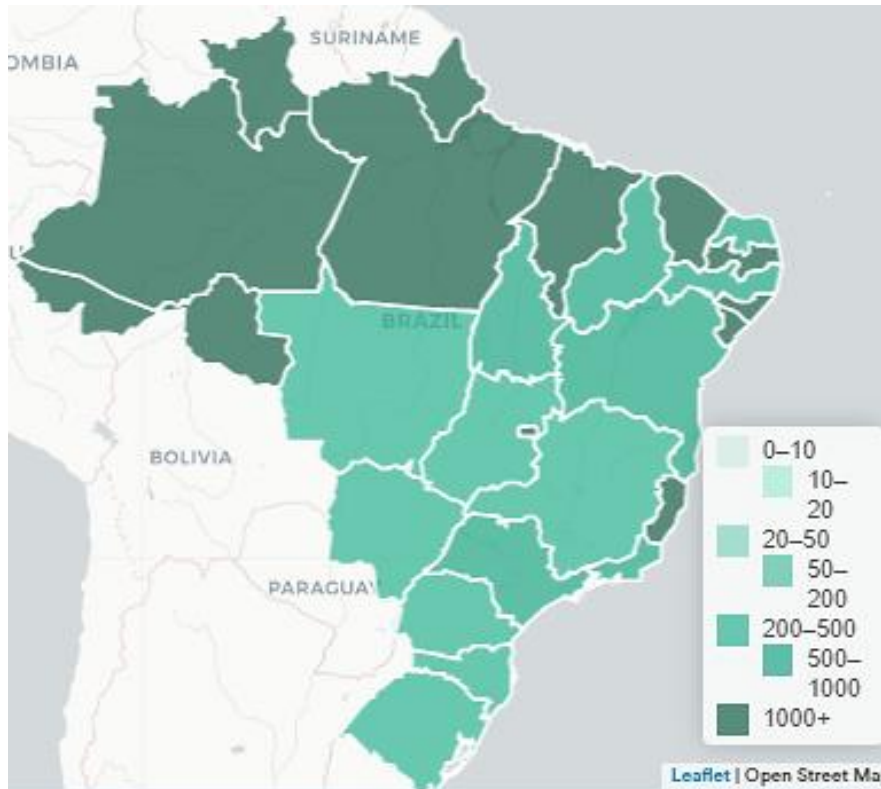 SURINAME
OMBIA
BRAZIL
BOLIVIA
PARAGUAY
0–10
10–
20
20–50
50–
200
200–500
500–
1000
1000+
Leaflet | Open Street Ma